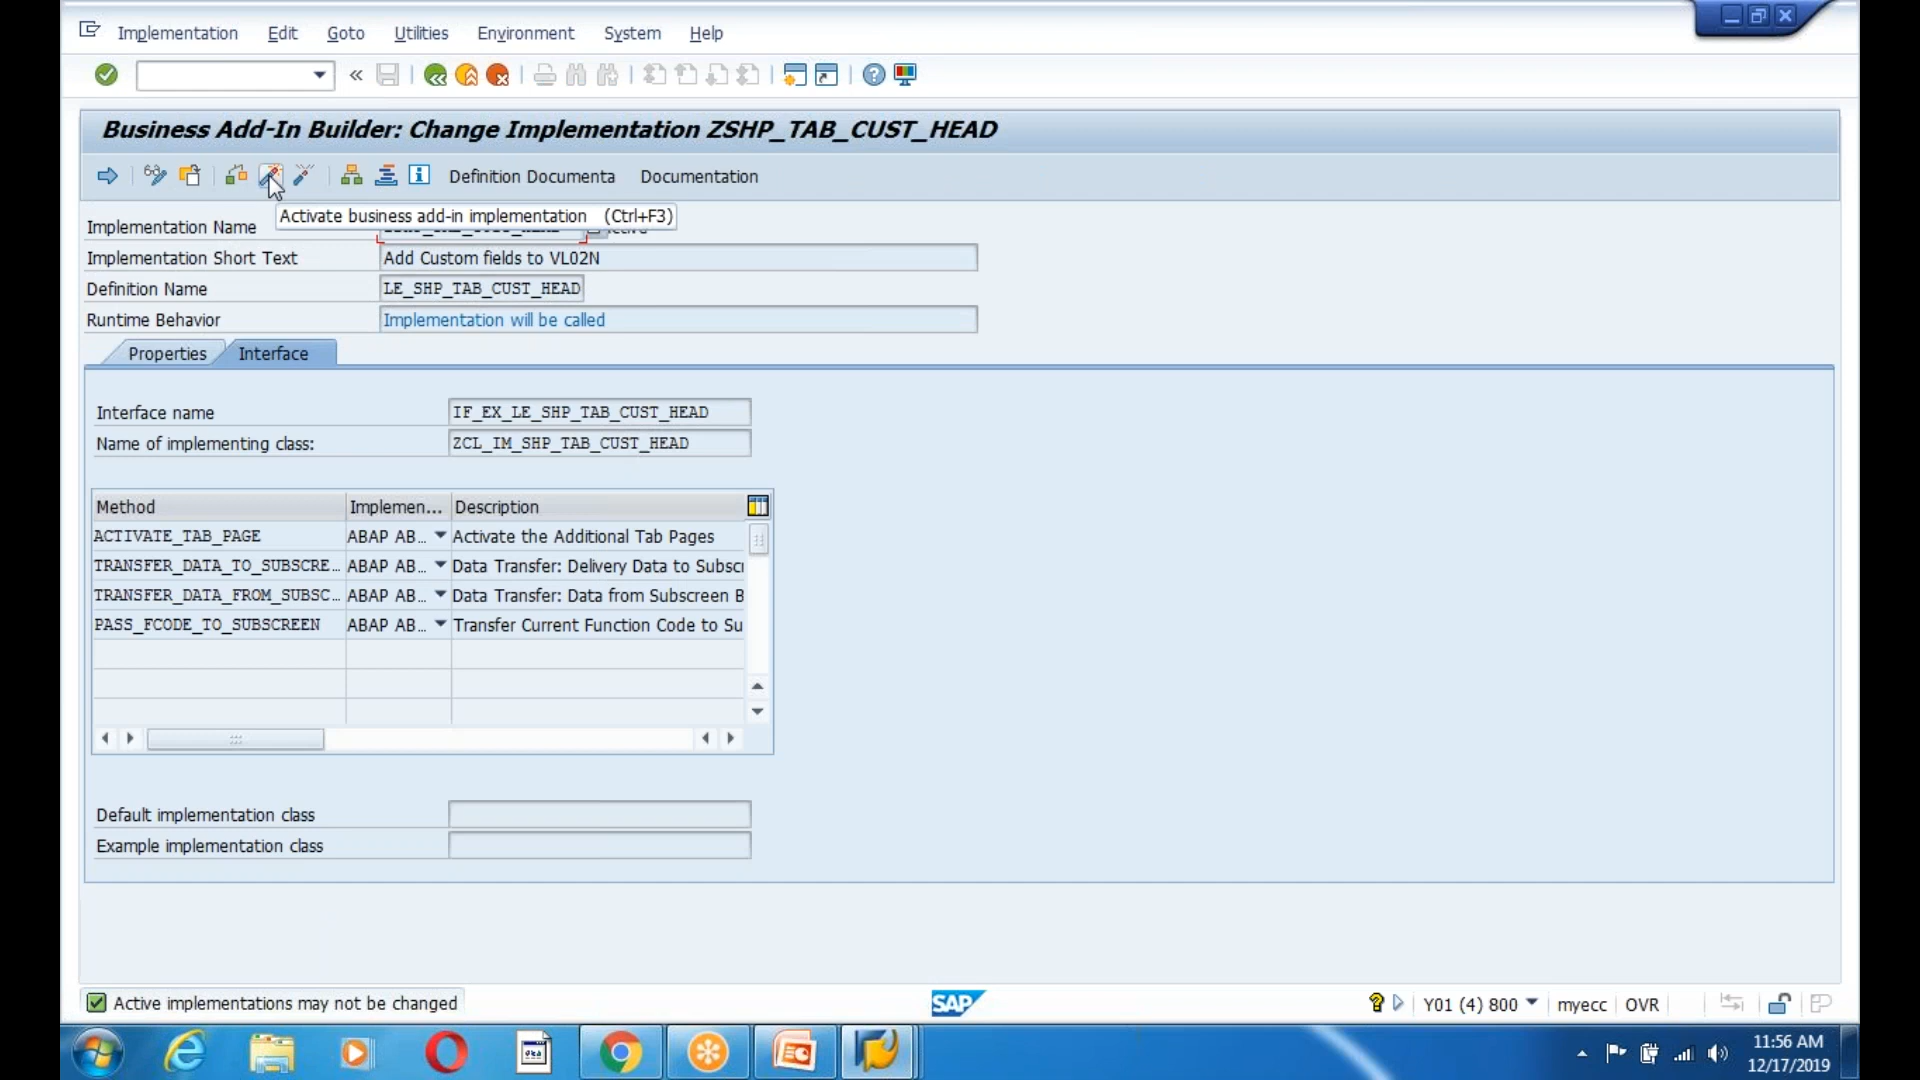 Implementation Edit Goto Utilities Environment System Help
Business Add-In Builder: Change Implementation ZSHP_TAB_CUST_HEAD
Definition Documenta Documentation
Activate business add-in implementation (Ctrl+F3)
Implementation Name
Implementation Short Text Add Custom fields to VL02N
Definition Name LE_SHP_TAB_CUST_HEAD
Runtime Behavior Implementation will be called
Properties Interface
Interface name IF_EX_LE_SHP_TAB_CUST_HEAD
Name of implementing class: ZCL_IM_SHP_TAB_CUST_HEAD
Method Implemen... Description
ACTIVATE_TAB_PAGE ABAP AB... Activate the Additional Tab Pages
TRANSFER_DATA_TO_SUBSCRE... ABAP AB... Data Transfer: Delivery Data to Subscr
TRANSFER_DATA_FROM_SUBSC... ABAP AB... Data Transfer: Data from Subscreen B
PASS_FCODE_TO_SUBSCREEN ABAP AB... Transfer Current Function Code to Su
Default implementation class
Example implementation class
Active implementations may not be changed SAP Y01 (4) 800 myecc OVR
11:56 AM
12/17/2019